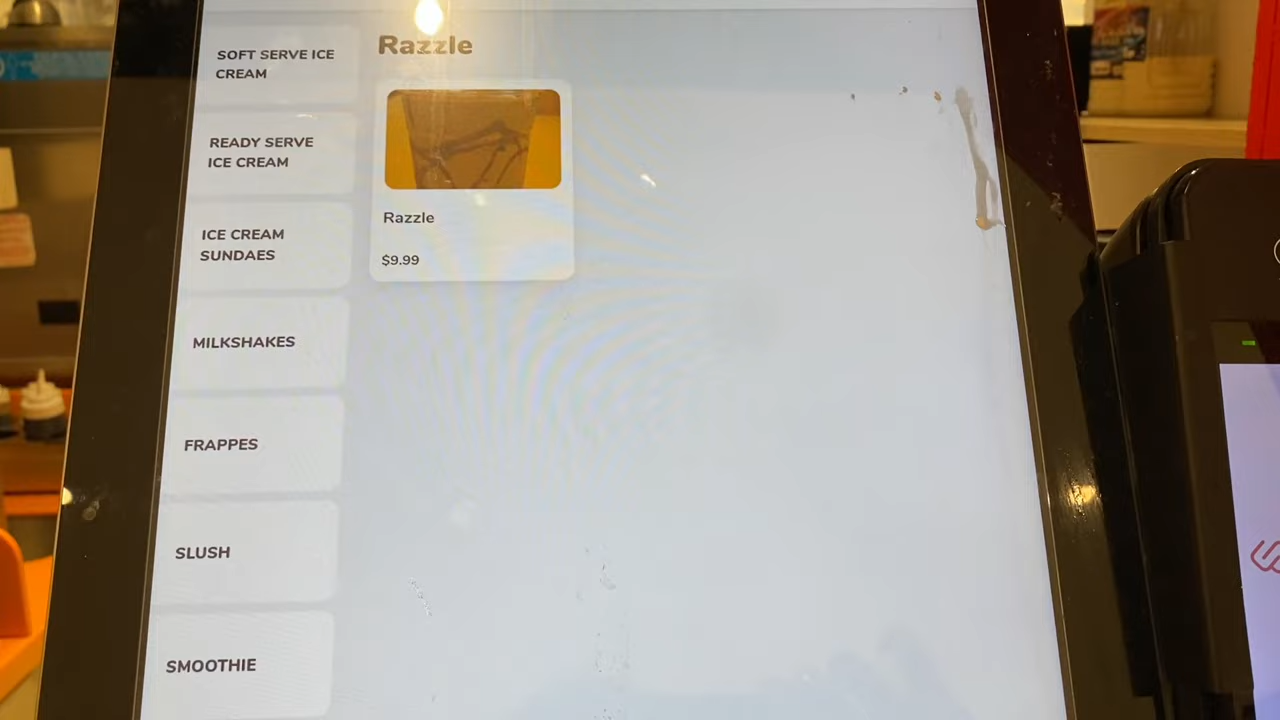 SOFT SERVE ICE
CREAM
READY SERVE
ICE CREAM
ICE CREAM
SUNDAES
MILKSHAKES
FRAPPES
SLUSH
SMOOTHIE
Razzle
Razzle
$9.99